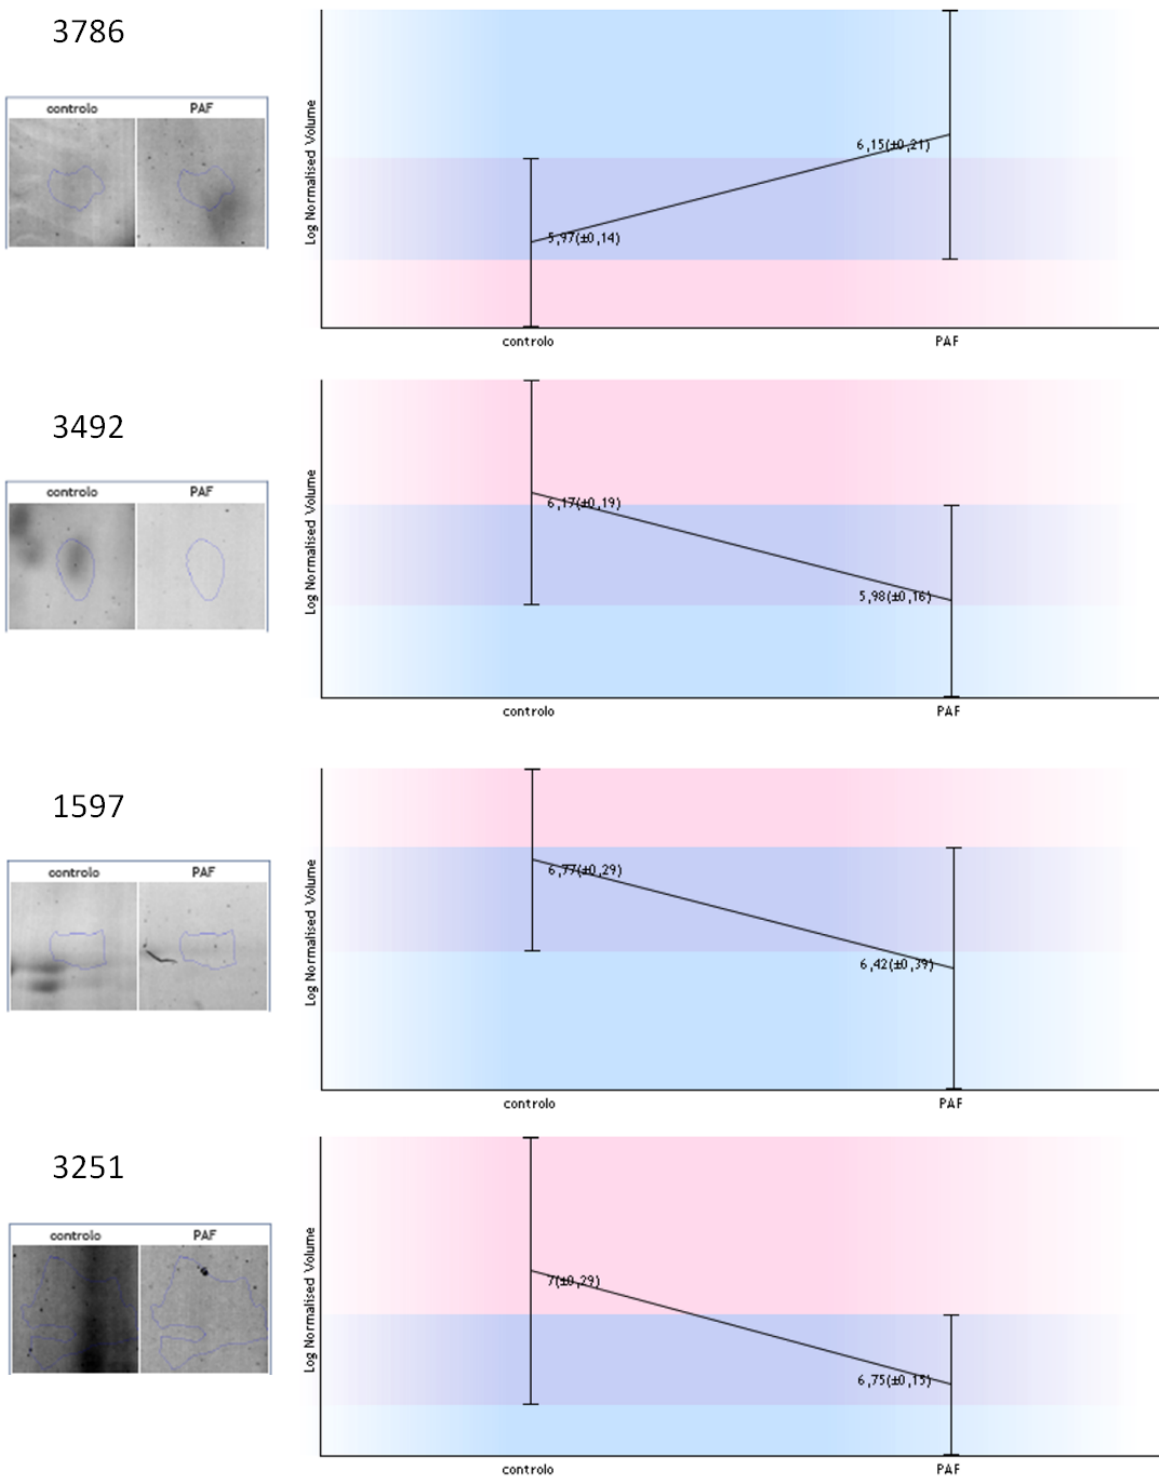 3786
controlo PAF
Log Normalised Volume
5,97(±0,14)
6,15(±0,21)
controlo PAF
3492
controlo PAF
Log Normalised Volume
6,17(±0,19)
5,98(±0,16)
controlo PAF
1597
controlo PAF
Log Normalised Volume
6,77(±0,29)
6,42(±0,39)
controlo PAF
3251
controlo PAF
Log Normalised Volume
7(±0,29)
6,75(±0,15)
controlo PAF